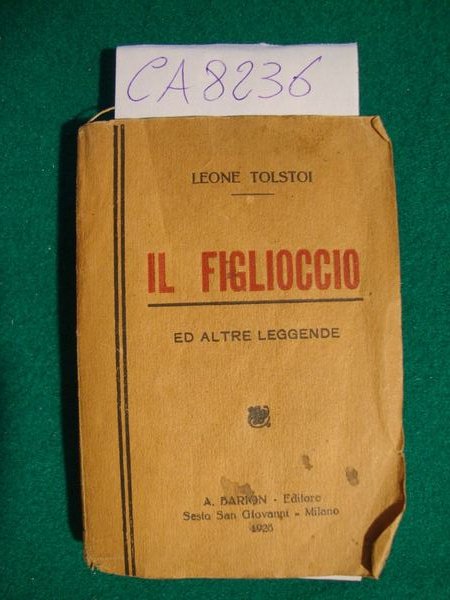 CA8236
LEONE TOLSTOI
IL FIGLIOCCIO
ED ALTRE LEGGENDE
A. BARION - Editore
Sesto San Giovanni - Milano